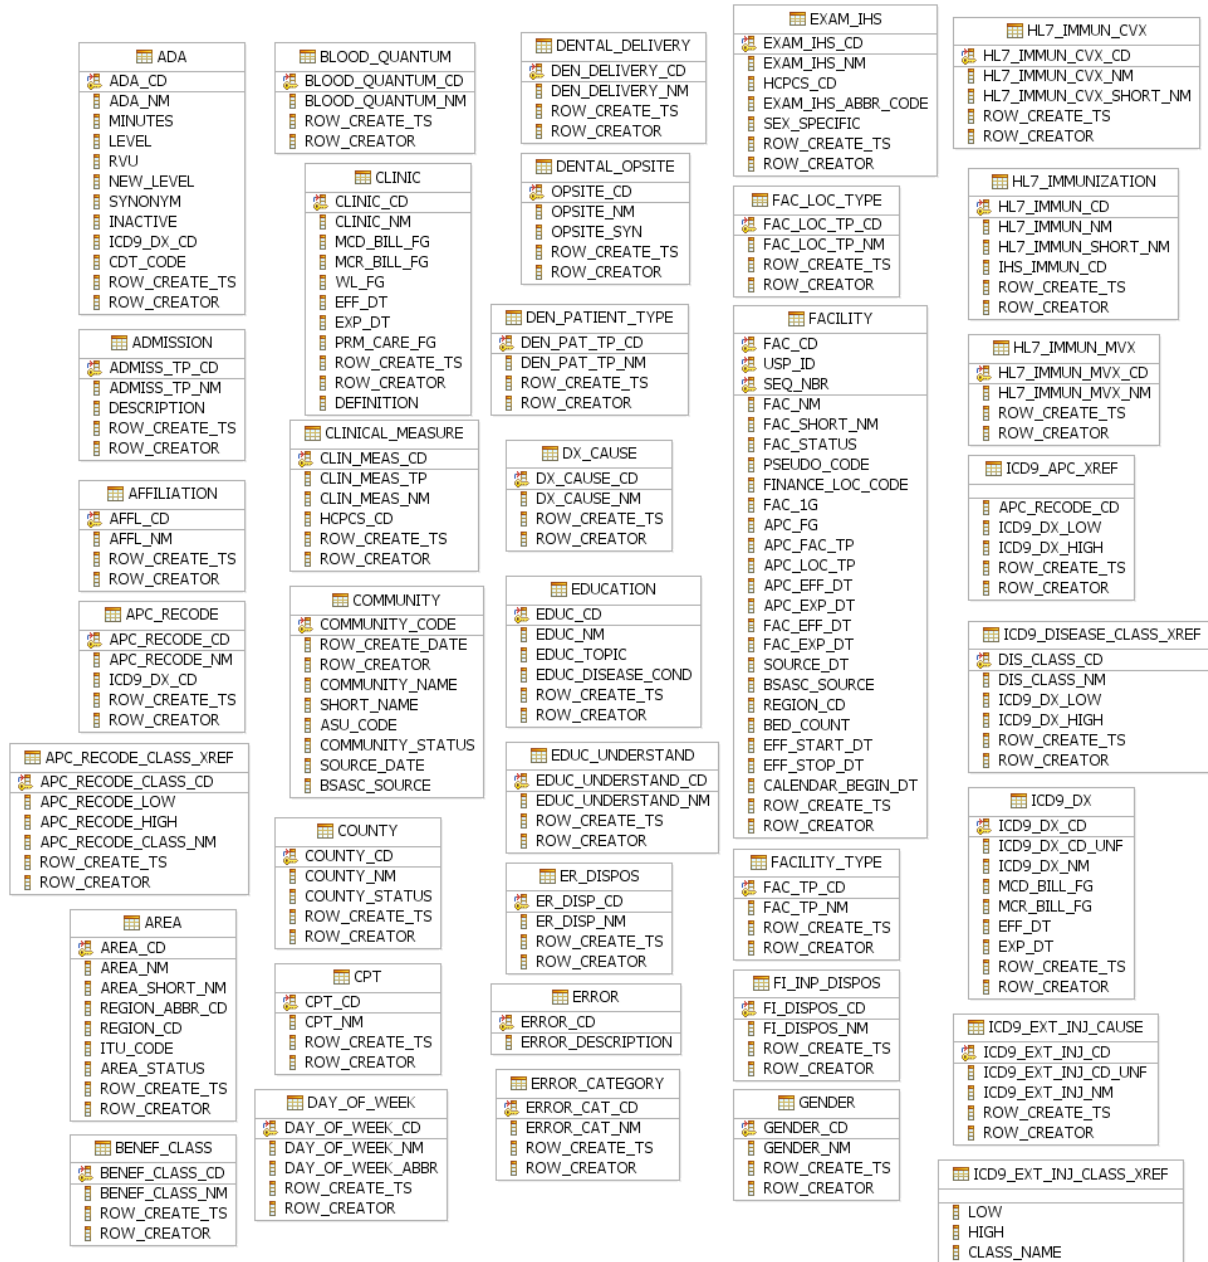 ADA
ADA_CD
ADA_NM
MINUTES
LEVEL
RVU
NEW_LEVEL
SYNONYM
INACTIVE
ICD9_DX_CD
CDT_CODE
ROW_CREATE_TS
ROW_CREATOR
ADMISSION
ADMISS_TP_CD
ADMISS_TP_NM
DESCRIPTION
ROW_CREATE_TS
ROW_CREATOR
AFFILIATION
AFFL_CD
AFFL_NM
ROW_CREATE_TS
ROW_CREATOR
APC_RECODE
APC_RECODE_CD
APC_RECODE_NM
ICD9_DX_CD
ROW_CREATE_TS
ROW_CREATOR
APC_RECODE_CLASS_XREF
APC_RECODE_CLASS_CD
APC_RECODE_LOW
APC_RECODE_HIGH
APC_RECODE_CLASS_NM
ROW_CREATE_TS
ROW_CREATOR
AREA
AREA_CD
AREA_NM
AREA_SHORT_NM
REGION_ABBR_CD
REGION_CD
ITU_CODE
AREA_STATUS
ROW_CREATE_TS
ROW_CREATOR
BENEF_CLASS
BENEF_CLASS_CD
BENEF_CLASS_NM
ROW_CREATE_TS
ROW_CREATOR
BLOOD_QUANTUM
BLOOD_QUANTUM_CD
BLOOD_QUANTUM_NM
ROW_CREATE_TS
ROW_CREATOR
CLINIC
CLINIC_CD
CLINIC_NM
MCD_BILL_FG
MCR_BILL_FG
WL_FG
EFF_DT
EXP_DT
PRM_CARE_FG
ROW_CREATE_TS
ROW_CREATOR
DEFINITION
CLINICAL_MEASURE
CLIN_MEAS_CD
CLIN_MEAS_TP
CLIN_MEAS_NM
HCPCS_CD
ROW_CREATE_TS
ROW_CREATOR
COMMUNITY
COMMUNITY_CODE
ROW_CREATE_DATE
ROW_CREATOR
COMMUNITY_NAME
SHORT_NAME
ASU_CODE
COMMUNITY_STATUS
SOURCE_DATE
BSASC_SOURCE
COUNTY
COUNTY_CD
COUNTY_NM
COUNTY_STATUS
ROW_CREATE_TS
ROW_CREATOR
CPT
CPT_CD
CPT_NM
ROW_CREATE_TS
ROW_CREATOR
DAY_OF_WEEK
DAY_OF_WEEK_CD
DAY_OF_WEEK_NM
DAY_OF_WEEK_ABBR
ROW_CREATE_TS
ROW_CREATOR
DENTAL_DELIVERY
DEN_DELIVERY_CD
DEN_DELIVERY_NM
ROW_CREATE_TS
ROW_CREATOR
DENTAL_OPSITE
OPSITE_CD
OPSITE_NM
OPSITE_SYN
ROW_CREATE_TS
ROW_CREATOR
DEN_PATIENT_TYPE
DEN_PAT_TP_CD
DEN_PAT_TP_NM
ROW_CREATE_TS
ROW_CREATOR
DX_CAUSE
DX_CAUSE_CD
DX_CAUSE_NM
ROW_CREATE_TS
ROW_CREATOR
EDUCATION
EDUC_CD
EDUC_NM
EDUC_TOPIC
EDUC_DISEASE_COND
ROW_CREATE_TS
ROW_CREATOR
EDUC_UNDERSTAND
EDUC_UNDERSTAND_CD
EDUC_UNDERSTAND_NM
ROW_CREATE_TS
ROW_CREATOR
ER_DISPOS
ER_DISP_CD
ER_DISP_NM
ROW_CREATE_TS
ROW_CREATOR
ERROR
ERROR_CD
ERROR_DESCRIPTION
ERROR_CATEGORY
ERROR_CAT_CD
ERROR_CAT_NM
ROW_CREATE_TS
ROW_CREATOR
EXAM_IHS
EXAM_IHS_CD
EXAM_IHS_NM
HCPCS_CD
EXAM_IHS_ABBR_CODE
SEX_SPECIFIC
ROW_CREATE_TS
ROW_CREATOR
FAC_LOC_TYPE
FAC_LOC_TP_CD
FAC_LOC_TP_NM
ROW_CREATE_TS
ROW_CREATOR
FACILITY
FAC_CD
USP_ID
SEQ_NBR
FAC_NM
FAC_SHORT_NM
FAC_STATUS
PSEUDO_CODE
FINANCE_LOC_CODE
FAC_1G
APC_FG
APC_FAC_TP
APC_LOC_TP
APC_EFF_DT
APC_EXP_DT
FAC_EFF_DT
FAC_EXP_DT
SOURCE_DT
BSASC_SOURCE
REGION_CD
BED_COUNT
EFF_START_DT
EFF_STOP_DT
CALENDAR_BEGIN_DT
ROW_CREATE_TS
ROW_CREATOR
FACILITY_TYPE
FAC_TP_CD
FAC_TP_NM
ROW_CREATE_TS
ROW_CREATOR
FI_INP_DISPOS
FI_DISPOS_CD
FI_DISPOS_NM
ROW_CREATE_TS
ROW_CREATOR
GENDER
GENDER_CD
GENDER_NM
ROW_CREATE_TS
ROW_CREATOR
HL7_IMMUN_CVX
HL7_IMMUN_CVX_CD
HL7_IMMUN_CVX_NM
HL7_IMMUN_CVX_SHORT_NM
ROW_CREATE_TS
ROW_CREATOR
HL7_IMMUNIZATION
HL7_IMMUN_CD
HL7_IMMUN_NM
HL7_IMMUN_SHORT_NM
IHS_IMMUN_CD
ROW_CREATE_TS
ROW_CREATOR
HL7_IMMUN_MVX
HL7_IMMUN_MVX_CD
HL7_IMMUN_MVX_NM
ROW_CREATE_TS
ROW_CREATOR
ICD9_APC_XREF
APC_RECODE_CD
ICD9_DX_LOW
ICD9_DX_HIGH
ROW_CREATE_TS
ROW_CREATOR
ICD9_DISEASE_CLASS_XREF
DIS_CLASS_CD
DIS_CLASS_NM
ICD9_DX_LOW
ICD9_DX_HIGH
ROW_CREATE_TS
ROW_CREATOR
ICD9_DX
ICD9_DX_CD
ICD9_DX_CD_UNF
ICD9_DX_NM
MCD_BILL_FG
MCR_BILL_FG
EFF_DT
EXP_DT
ROW_CREATE_TS
ROW_CREATOR
ICD9_EXT_INJ_CAUSE
ICD9_EXT_INJ_CD
ICD9_EXT_INJ_CD_UNF
ICD9_EXT_INJ_NM
ROW_CREATE_TS
ROW_CREATOR
ICD9_EXT_INJ_CLASS_XREF
LOW
HIGH
CLASS_NAME